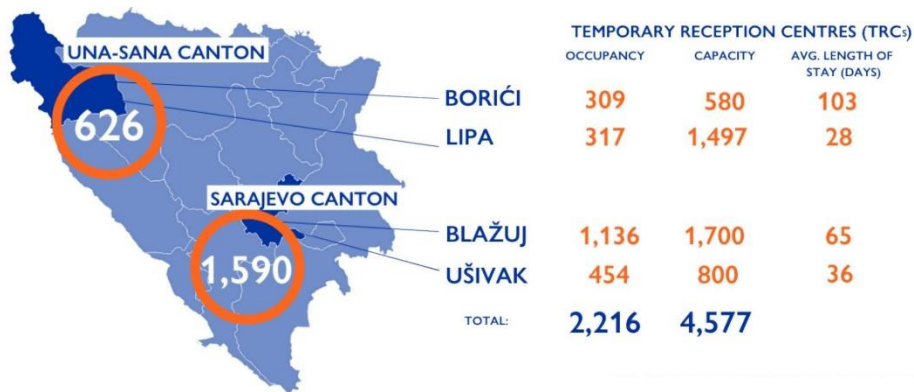 TEMPORARY RECEPTION CENTRES (TRCs)
OCCUPANCY CAPACITY AVG. LENGTH OF
STAY (DAYS)
UNA-SANA CANTON
626
BORIĆI 309 580 103
LIPA 317 1,497 28
SARAJEVO CANTON
1,590
BLAŽUJ 1,136 1,700 65
UŠIVAK 454 800 36
TOTAL: 2,216 4,577